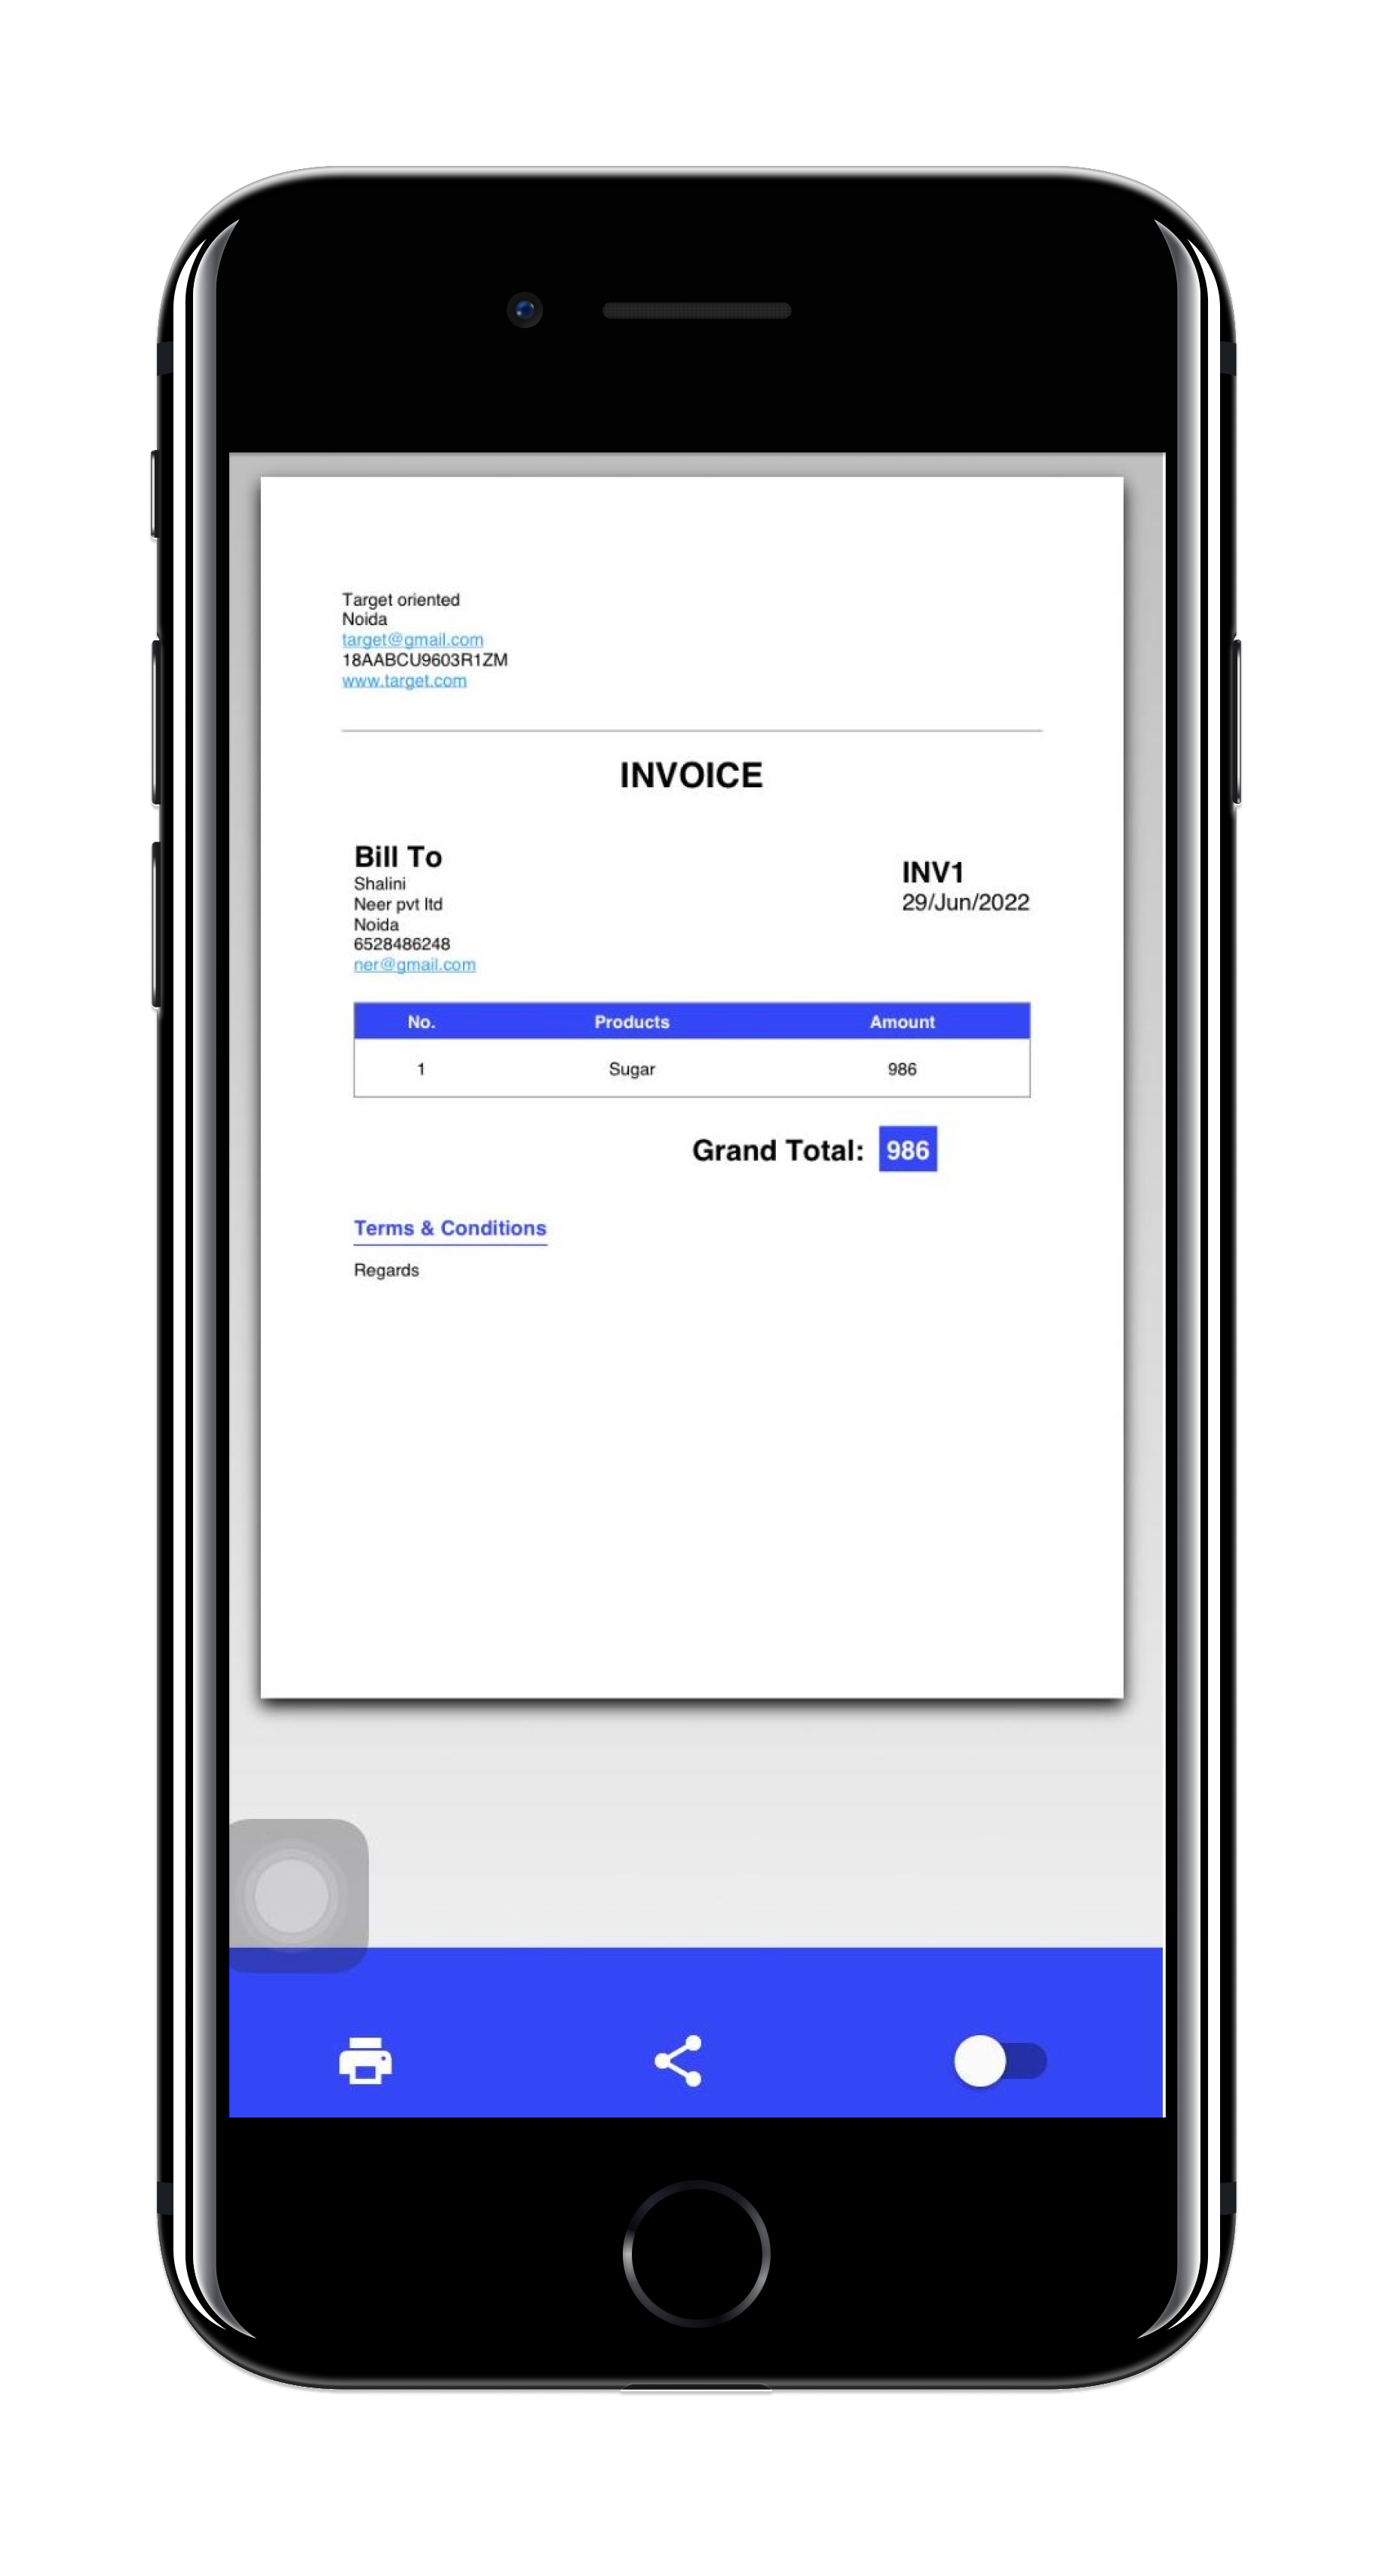 Target oriented
Noida
target@gmail.com
18AABCU9603R1ZM
www.target.com
INVOICE
Bill To
Shalini
Neer pvt ltd
Noida
6528486248
ner@gmail.com
INV1
29/Jun/2022
No. Products Amount
1 Sugar 986
Grand Total: 986
Terms & Conditions
Regards